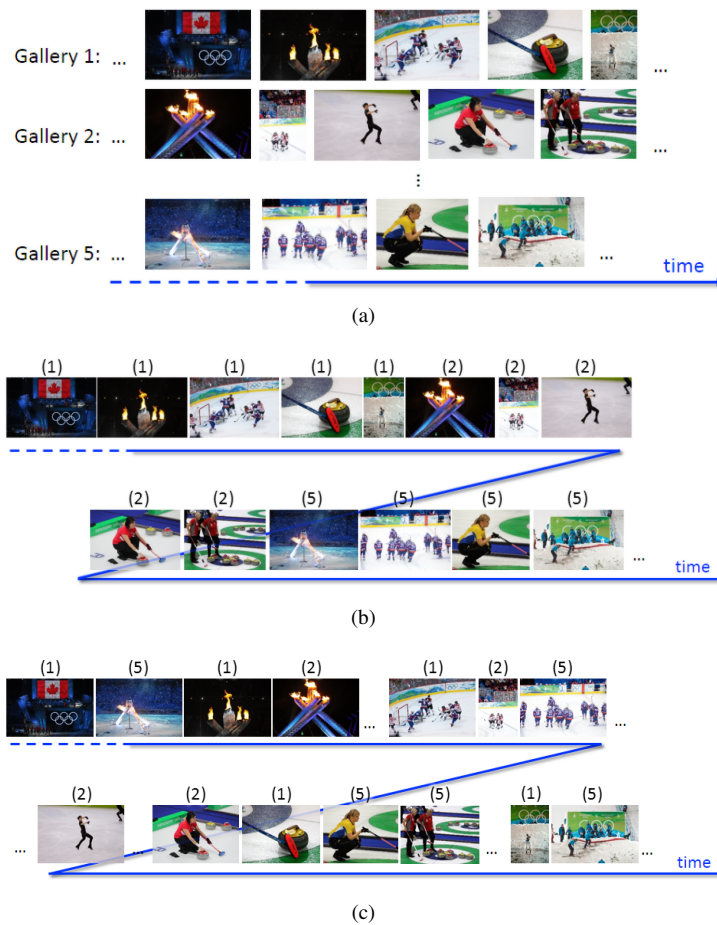 Gallery 1: ... ...
Gallery 2: ... ...
⋮
Gallery 5: ... ...
time
(a)
(1) (1) (1) (1) (1) (2) (2) (2)
(2) (2) (5) (5) (5) (5)
...
time
(b)
(1) (5) (1) (2) (1) (2) (5)
... ...
(2) (2) (1) (5) (5) (1) (5)
... ... ... ...
time
(c)